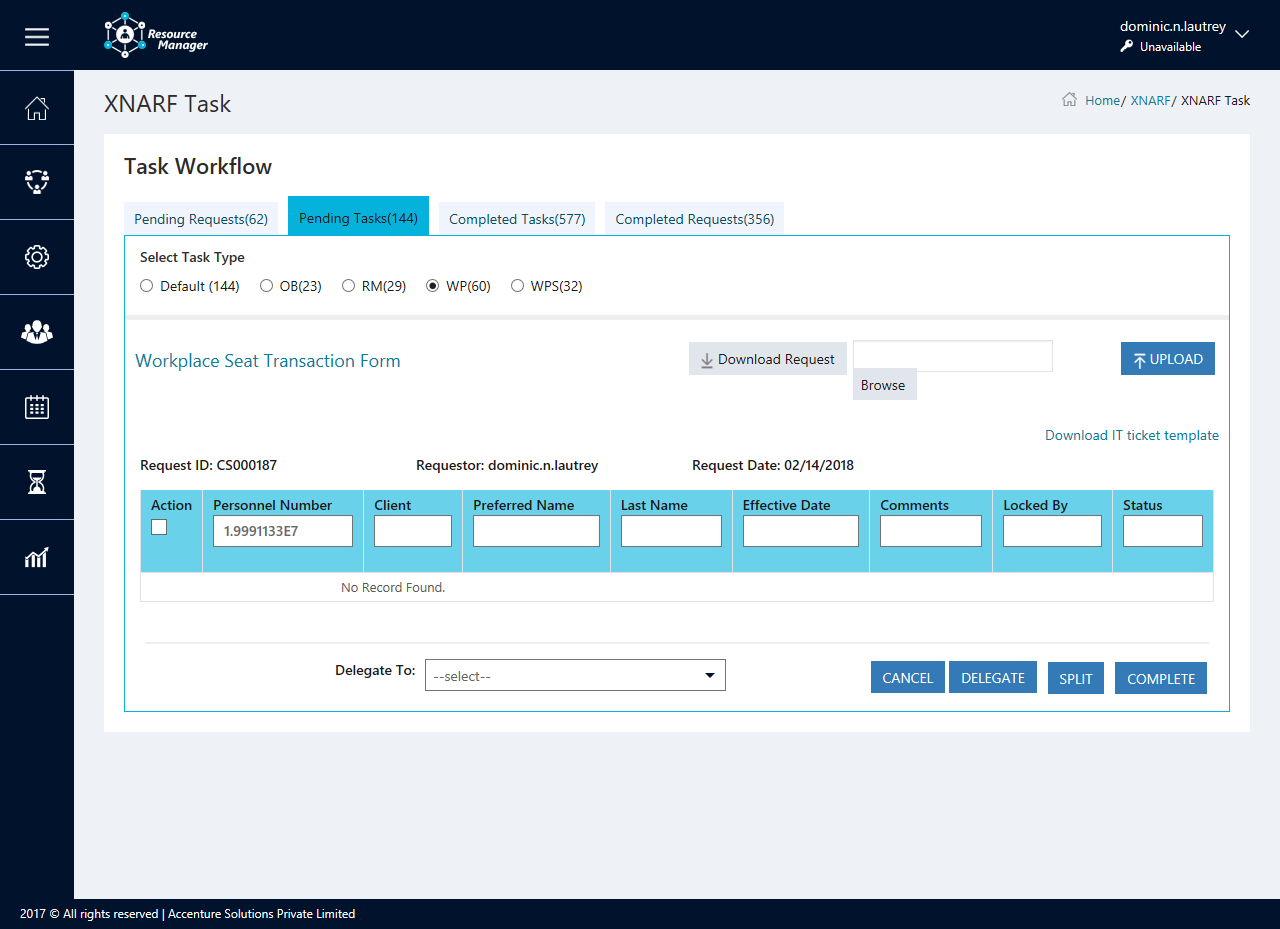 Resource
Manager
dominic.n.lautrey
Unavailable
XNARF Task
Home/ XNARF/ XNARF Task
Task Workflow
Pending Requests(62) Pending Tasks(144) Completed Tasks(577) Completed Requests(356)
Select Task Type
Default (144) OB(23) RM(29) WP(60) WPS(32)
Workplace Seat Transaction Form Download Request UPLOAD
Browse
Download IT ticket template
Request ID: CS000187 Requestor: dominic.n.lautrey Request Date: 02/14/2018
Action Personnel Number Client Preferred Name Last Name Effective Date Comments Locked By Status
1.9991133E7
No Record Found.
Delegate To: --select-- CANCEL DELEGATE SPLIT COMPLETE
2017 © All rights reserved | Accenture Solutions Private Limited